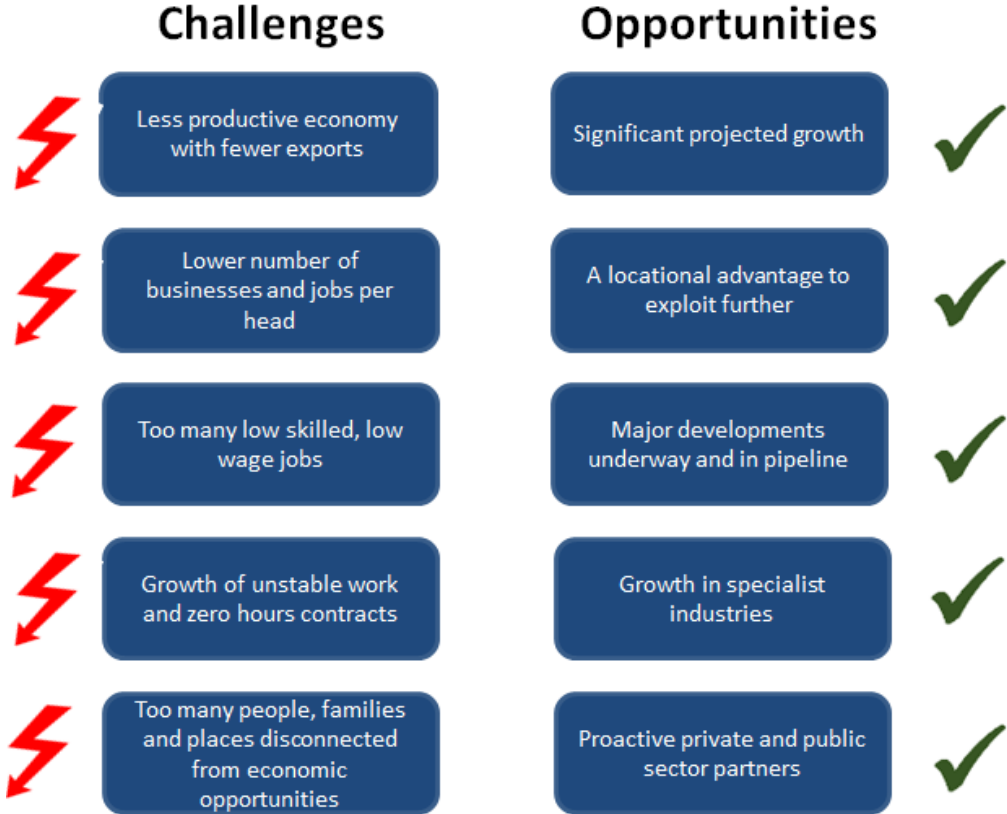 Challenges
Opportunities
Less productive economy
with fewer exports
Significant projected growth
Lower number of
businesses and jobs per
head
A locational advantage to
exploit further
Too many low skilled, low
wage jobs
Major developments
underway and in pipeline
Growth of unstable work
and zero hours contracts
Growth in specialist
industries
Too many people, families
and places disconnected
from economic
opportunities
Proactive private and public
sector partners